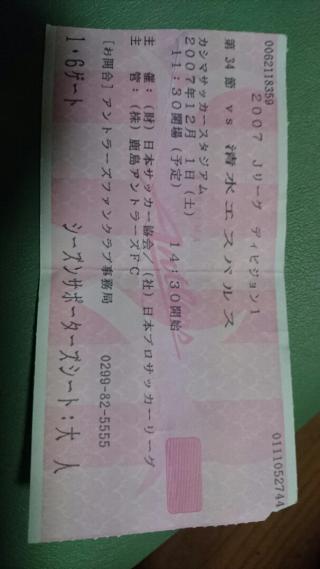 0062118359
0111052744
2007 Jリーグ ディビジョン1
第34節 vs 清水エスパルス
カシマサッカースタジアム
2007年12月1日(土)
11:30開場(予定) 14:30開始
主 催:(財)日本サッカー協会/(社)日本プロサッカーリーグ
主 管:(株)鹿島アントラーズFC
[お問合]アントラーズファンクラブ事務局 0299-82-5555
1・6ゲート シーズンサポーターズシート:大人